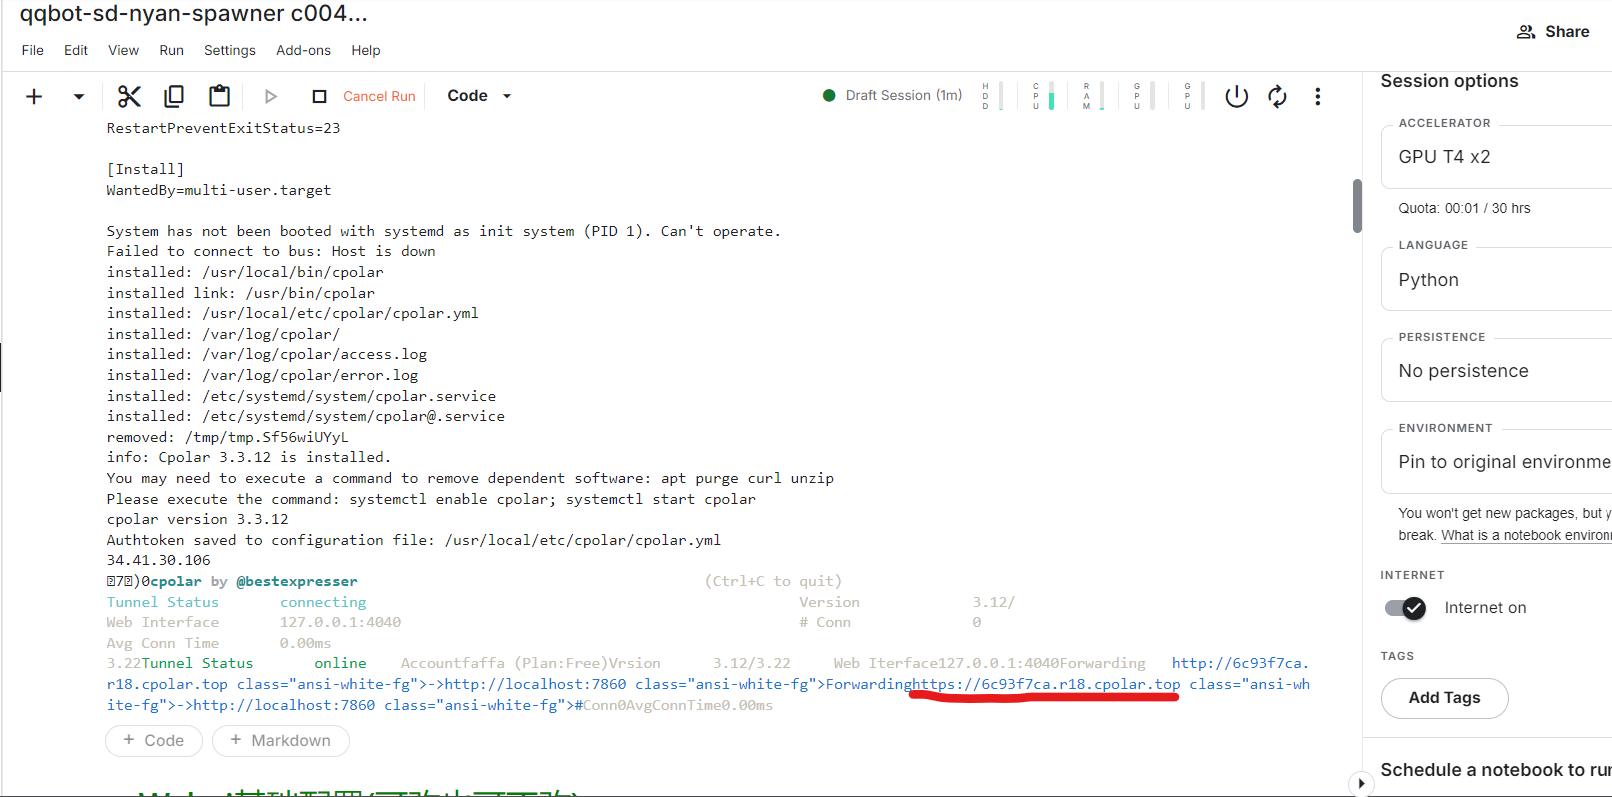 qqbot-sd-nyan-spawner c004...
Share
File Edit View Run Settings Add-ons Help
Cancel Run Code Draft Session (1m) HDD CPU RAM GPU GPU
RestartPreventExitStatus=23
[Install]
WantedBy=multi-user.target
System has not been booted with systemd as init system (PID 1). Can't operate.
Failed to connect to bus: Host is down
installed: /usr/local/bin/cpolar
installed link: /usr/bin/cpolar
installed: /usr/local/etc/cpolar/cpolar.yml
installed: /var/log/cpolar/
installed: /var/log/cpolar/access.log
installed: /var/log/cpolar/error.log
installed: /etc/systemd/system/cpolar.service
installed: /etc/systemd/system/cpolar@.service
removed: /tmp/tmp.Sf56wiUYyL
info: Cpolar 3.3.12 is installed.
You may need to execute a command to remove dependent software: apt purge curl unzip
Please execute the command: systemctl enable cpolar; systemctl start cpolar
cpolar version 3.3.12
Authtoken saved to configuration file: /usr/local/etc/cpolar/cpolar.yml
34.41.30.106
7)0cpolar by @bestexpresser (Ctrl+C to quit)
Tunnel Status connecting Version 3.12/
Web Interface 127.0.0.1:4040 # Conn 0
Avg Conn Time 0.00ms
3.22Tunnel Status online Accountfaffa (Plan:Free)Vrsion 3.12/3.22 Web Iterface127.0.0.1:4040Forwarding http://6c93f7ca.
r18.cpolar.top class="ansi-white-fg">->http://localhost:7860 class="ansi-white-fg">Forwardinghttps://6c93f7ca.r18.cpolar.top class="ansi-wh
ite-fg">->http://localhost:7860 class="ansi-white-fg">#Conn0AvgConnTime0.00ms
+ Code + Markdown
Session options
ACCELERATOR
GPU T4 x2
Quota: 00:01 / 30 hrs
LANGUAGE
Python
PERSISTENCE
No persistence
ENVIRONMENT
Pin to original environme
You won't get new packages, but y
break. What is a notebook environ
INTERNET
Internet on
TAGS
Add Tags
Schedule a notebook to ru